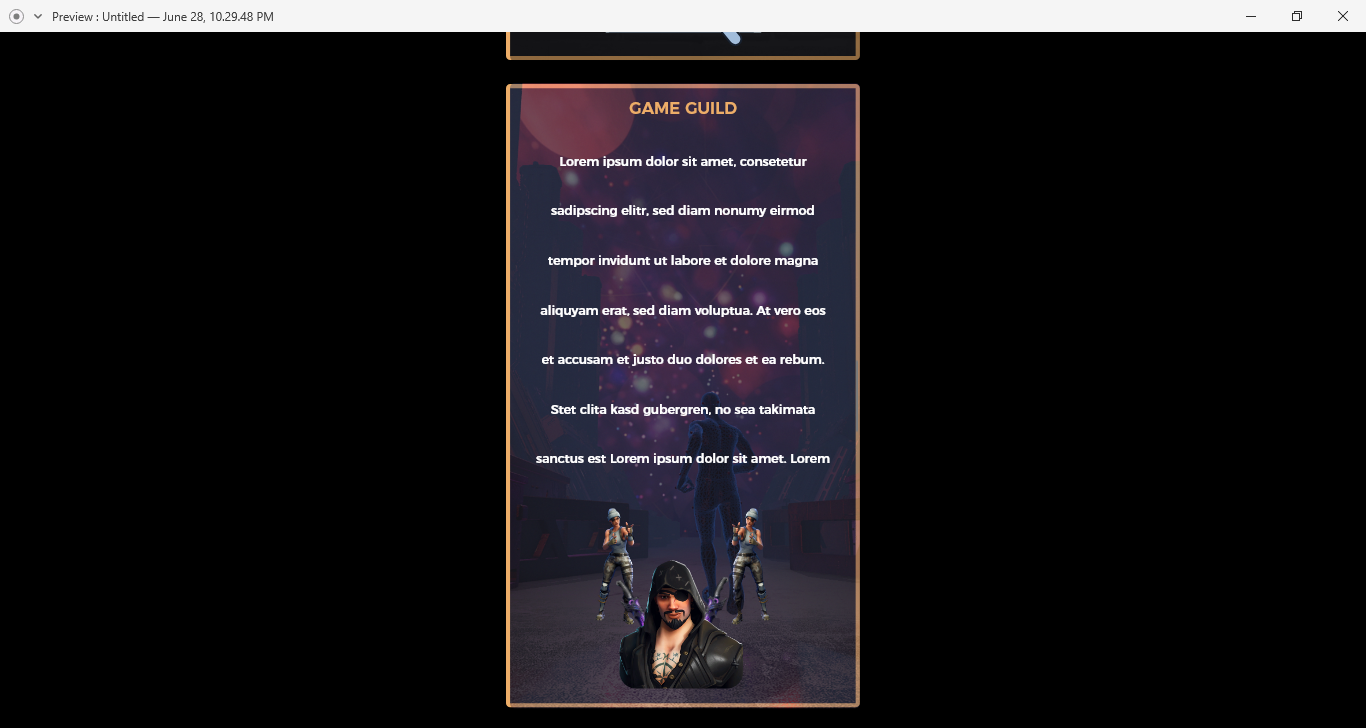 Preview : Untitled — June 28, 10.29.48 PM
GAME GUILD
Lorem ipsum dolor sit amet, consetetur
sadipscing elitr, sed diam nonumy eirmod
tempor invidunt ut labore et dolore magna
aliquyam erat, sed diam voluptua. At vero eos
et accusam et justo duo dolores et ea rebum.
Stet clita kasd gubergren, no sea takimata
sanctus est Lorem ipsum dolor sit amet. Lorem